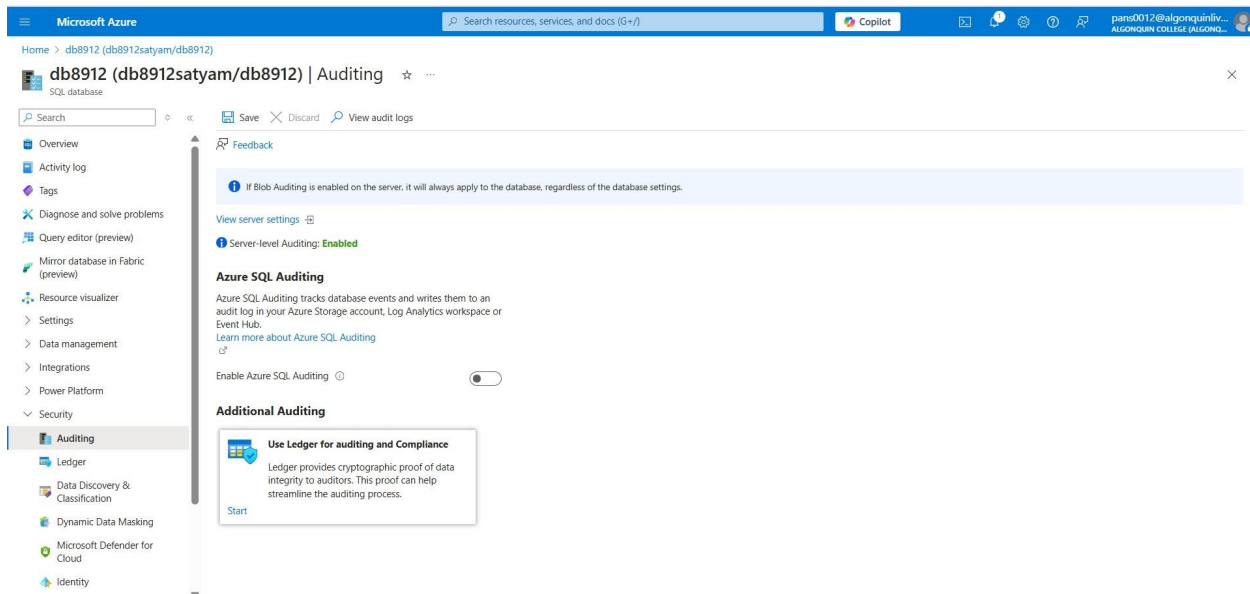 Microsoft Azure
Search resources, services, and docs (G+/)
Copilot
1
pans0012@algonquinliv...
ALGONQUIN COLLEGE (ALGONQ...
Home > db8912 (db8912satyam/db8912)
db8912 (db8912satyam/db8912) | Auditing
SQL database
Search
Save
Discard
View audit logs
Feedback
If Blob Auditing is enabled on the server, it will always apply to the database, regardless of the database settings.
View server settings
Server-level Auditing: Enabled
Azure SQL Auditing
Azure SQL Auditing tracks database events and writes them to an
audit log in your Azure Storage account, Log Analytics workspace or
Event Hub.
Learn more about Azure SQL Auditing
Enable Azure SQL Auditing
Additional Auditing
Use Ledger for auditing and Compliance
Ledger provides cryptographic proof of data
integrity to auditors. This proof can help
streamline the auditing process.
Start
Overview
Activity log
Tags
Diagnose and solve problems
Query editor (preview)
Mirror database in Fabric
(preview)
Resource visualizer
Settings
Data management
Integrations
Power Platform
Security
Auditing
Ledger
Data Discovery &
Classification
Dynamic Data Masking
Microsoft Defender for
Cloud
Identity